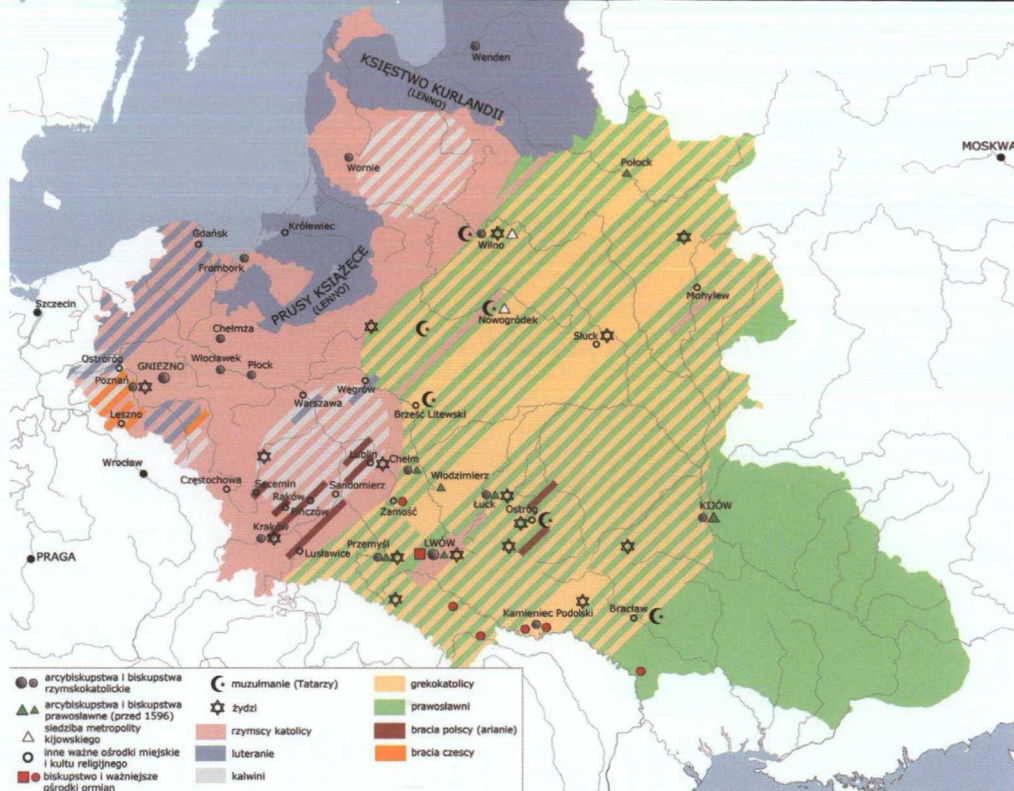 Wenden
KSIĘSTWO KURLANDII
(LENNO)
MOSKWA
Wornie
Połock
Gdańsk
Królewiec
Wilno
Frombork
PRUSY KSIĄŻĘCE
(LENNO)
Mohylew
Szczecin
Nowogródek
Chełmża
Słuck
Ostroróg
GNIEZNO
Włocławek
Płock
Poznań
Węgrów
Warszawa
Brześć Litewski
Leszno
Wrocław
Lublin
Chełm
Częstochowa
Secemin
Sandomierz
Włodzimierz
Raków
Pińczów
Zamość
Łuck
Ostróg
KIJÓW
Kraków
Lusławice
Przemyśl
LWÓW
PRAGA
Kamieniec Podolski
Bracław
arcybiskupstwa i biskupstwa
rzymskokatolickie
arcybiskupstwa i biskupstwa
prawosławne (przed 1596)
siedziba metropolity
kijowskiego
inne ważne ośrodki miejskie
i kultu religijnego
biskupstwo i ważniejsze
ośrodki ormian
muzułmanie (Tatarzy)
żydzi
rzymscy katolicy
luteranie
kalwini
grekokatolicy
prawosławni
bracia polscy (arianie)
bracia czescy